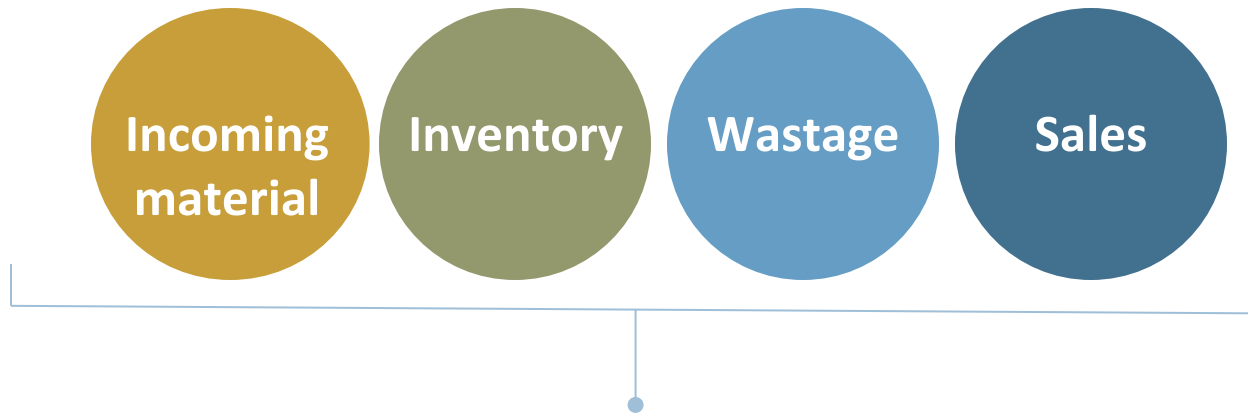 Incoming
material
Inventory
Wastage
Sales